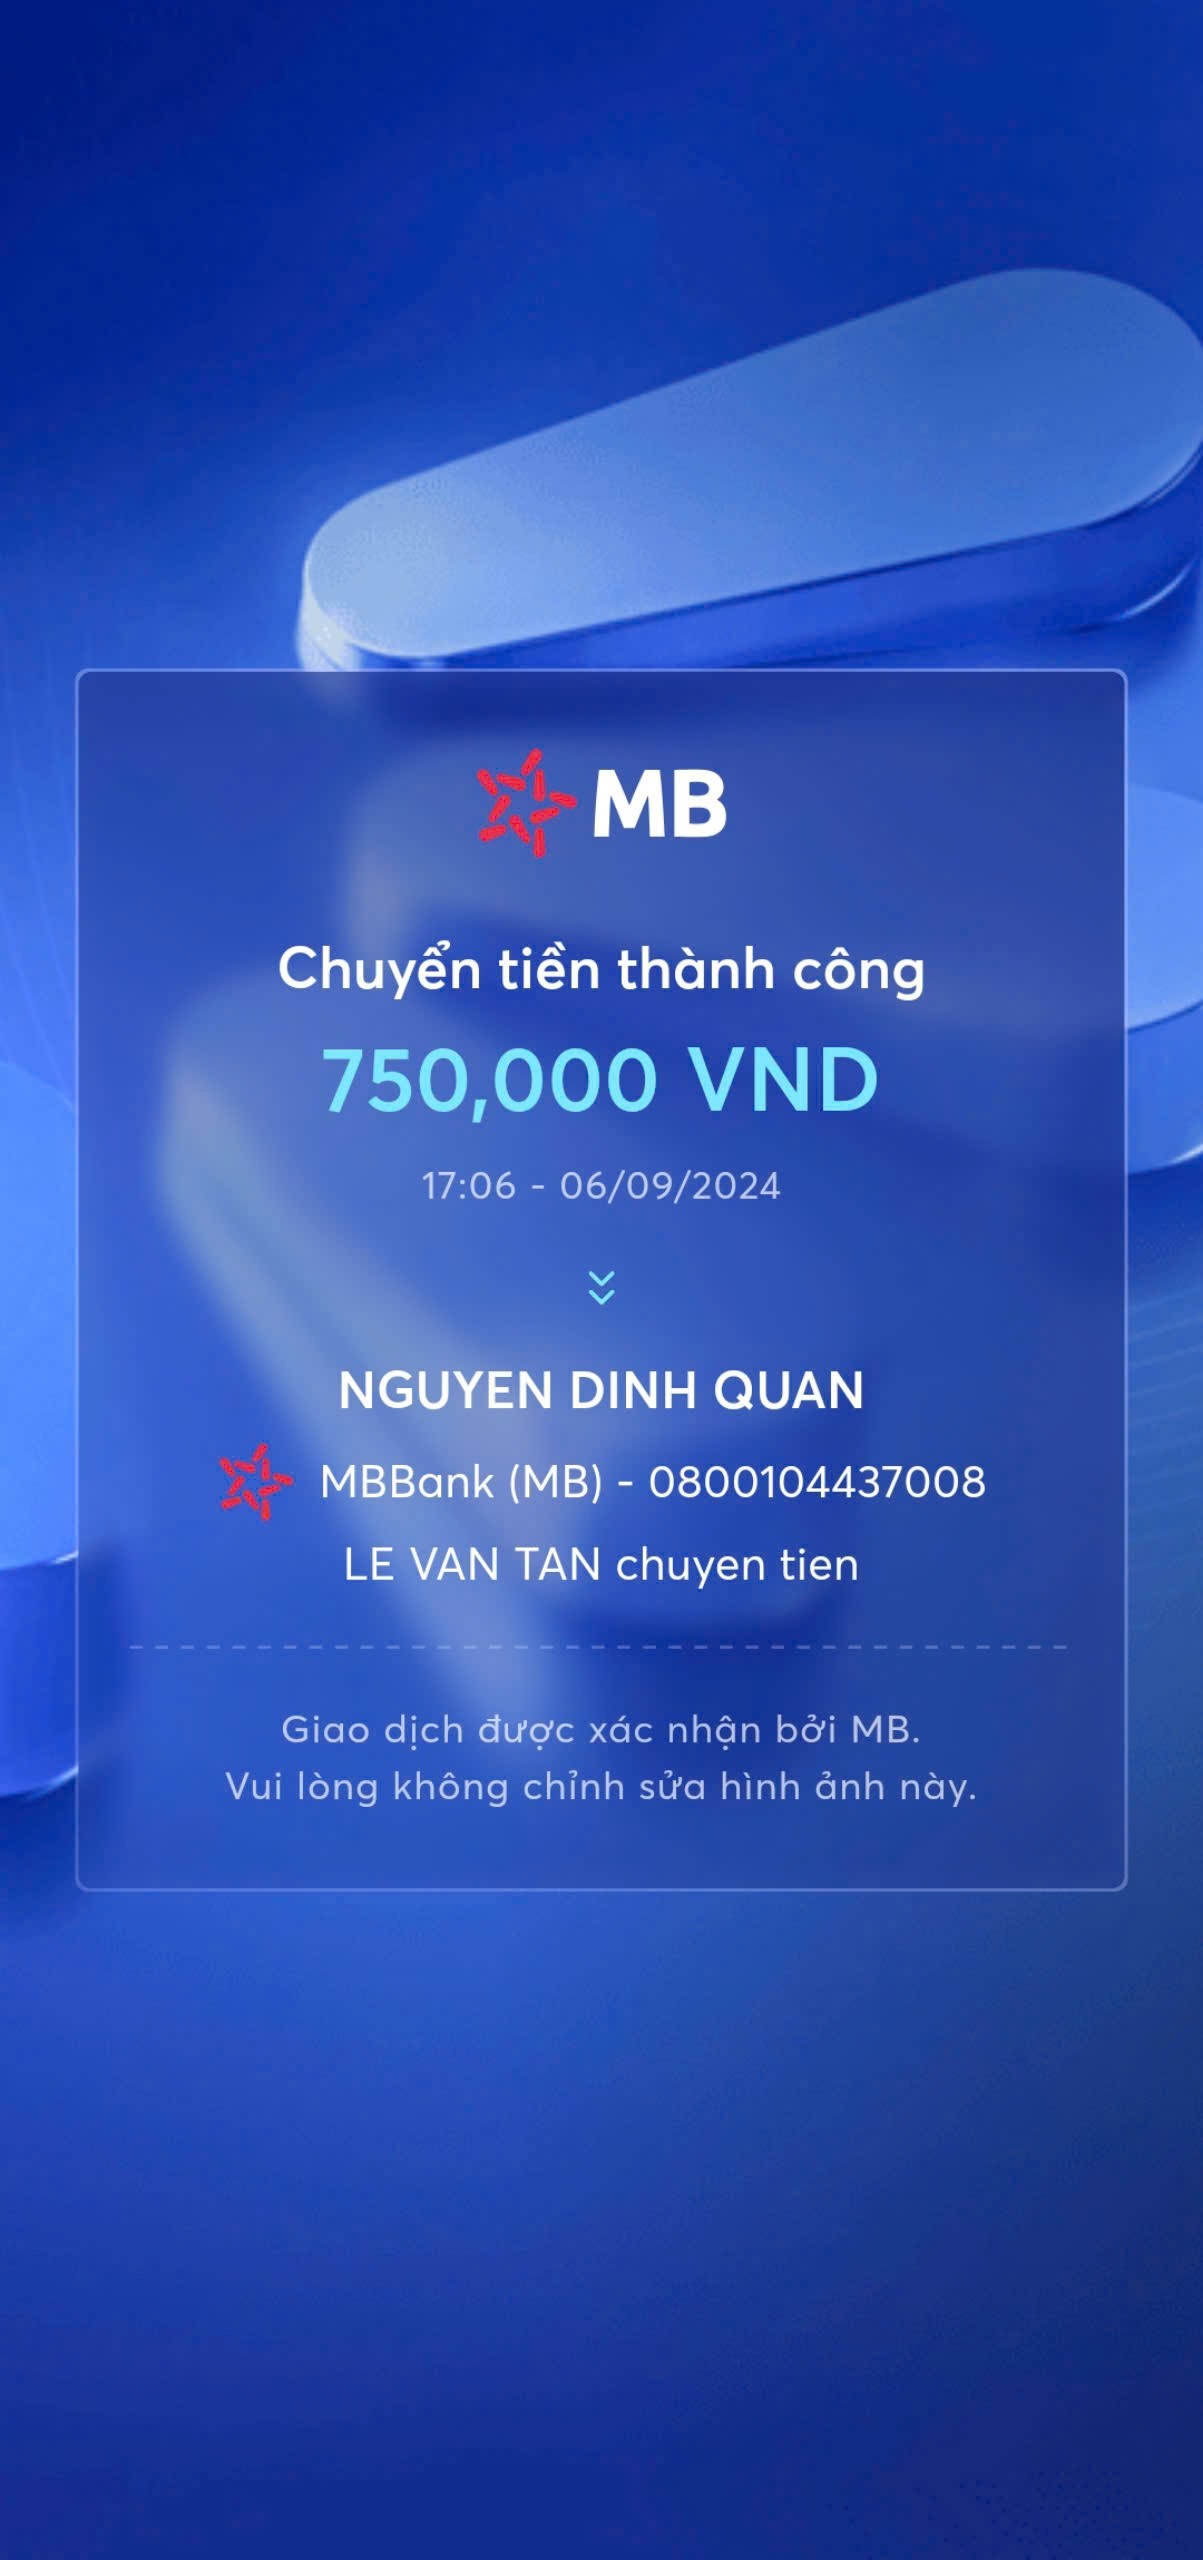 MB
Chuyển tiền thành công
750,000 VND
17:06 - 06/09/2024
NGUYEN DINH QUAN
MBBank (MB) - 0800104437008
LE VAN TAN chuyen tien
Giao dịch được xác nhận bởi MB.
Vui lòng không chỉnh sửa hình ảnh này.